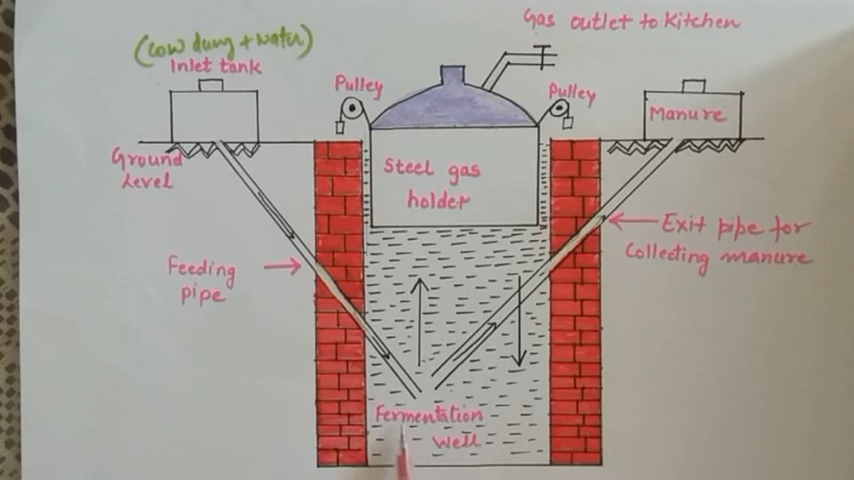 Gas outlet to kitchen
(Cow dung + water)
Inlet tank
Pulley
Pulley
Manure
Ground
Level
Steel gas
holder
Exit pipe for
Collecting manure
Feeding
pipe
Fermentation
well